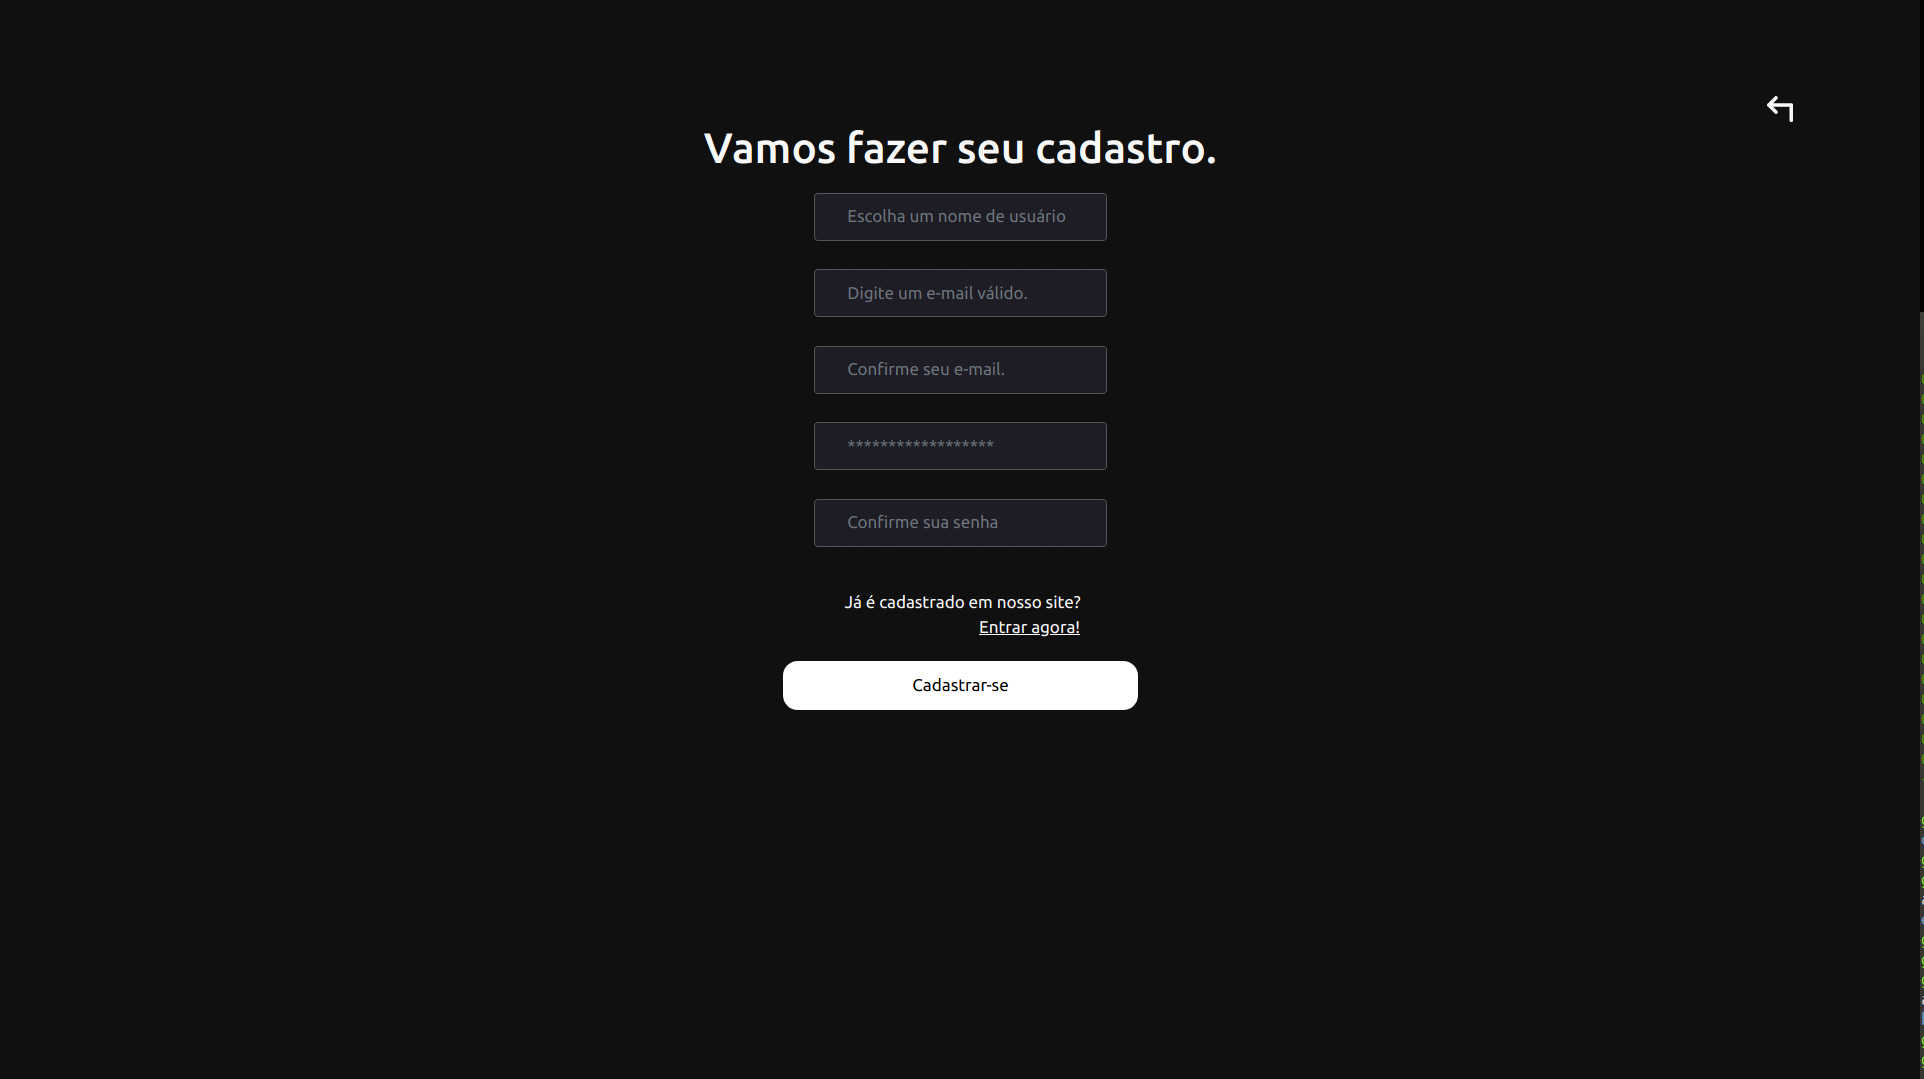 Vamos fazer seu cadastro.
Escolha um nome de usuário
Digite um e-mail válido.
Confirme seu e-mail.
******************
Confirme sua senha
Já é cadastrado em nosso site?
Entrar agora!
Cadastrar-se